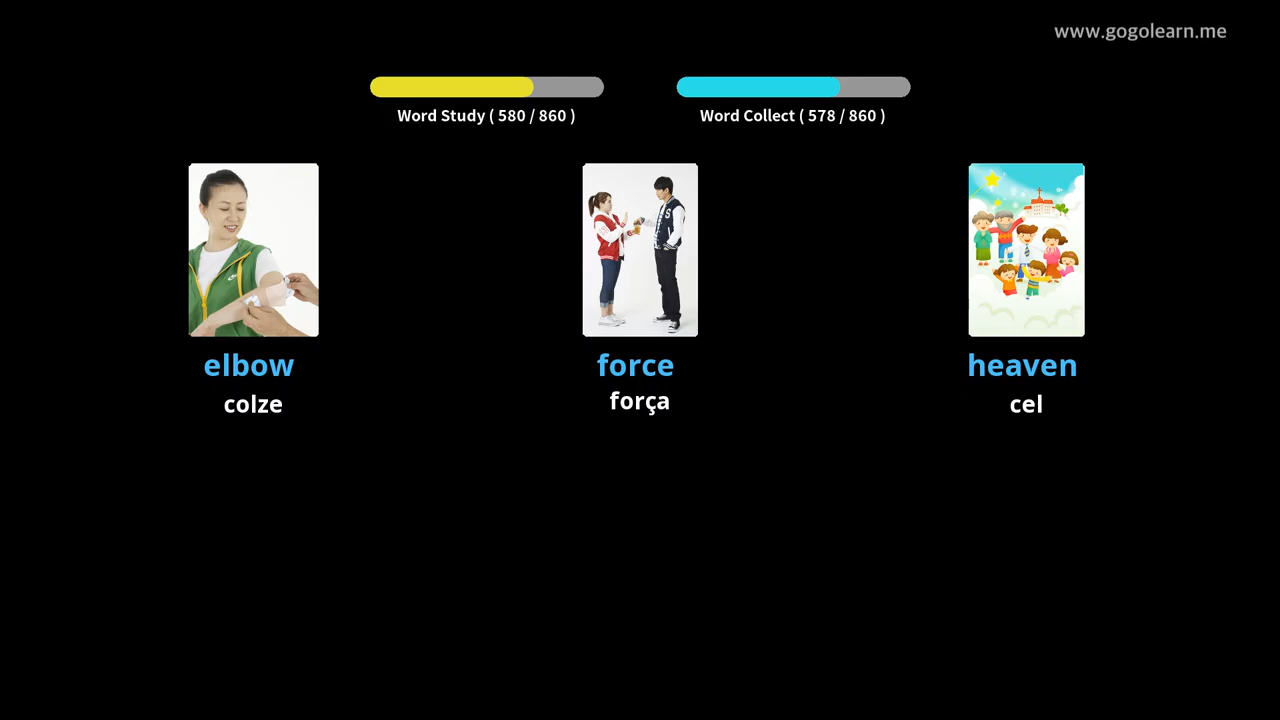 www.gogolearn.me
Word Study ( 580 / 860 )
Word Collect ( 578 / 860 )
elbow
colze
force
força
heaven
cel